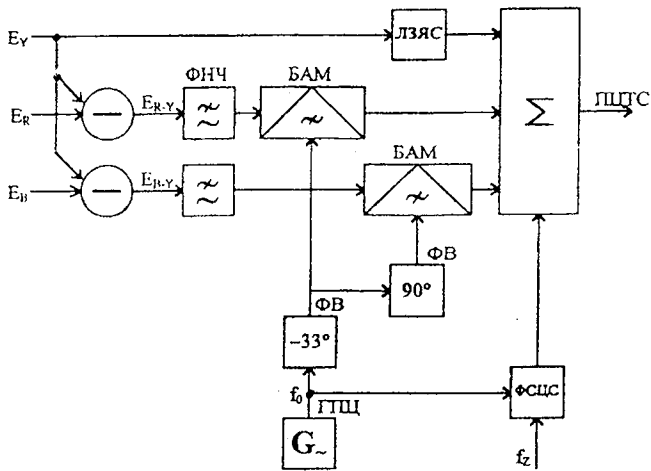 E_Y
ЛЗЯС
ФНЧ
БАМ
E_R
—
E_R-Y
≁
∼
Σ
ПЦТС
БАМ
E_B
—
E_B-Y
≁
∼
ФВ
90°
ФВ
–33°
f_0
ГПЦ
ФСЦС
G~
f_Z